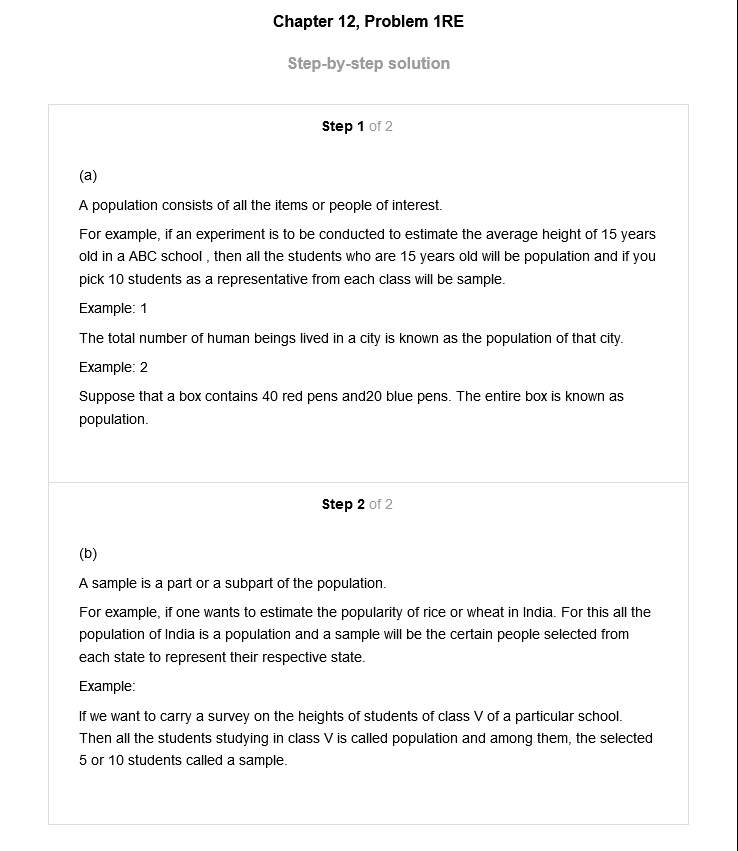 Chapter 12, Problem 1RE
Step-by-step solution
Step 1 of 2
(a)
A population consists of all the items or people of interest.
For example, if an experiment is to be conducted to estimate the average height of 15 years
old in a ABC school , then all the students who are 15 years old will be population and if you
pick 10 students as a representative from each class will be sample.
Example: 1
The total number of human beings lived in a city is known as the population of that city.
Example: 2
Suppose that a box contains 40 red pens and20 blue pens. The entire box is known as
population.
Step 2 of 2
(b)
A sample is a part or a subpart of the population.
For example, if one wants to estimate the popularity of rice or wheat in India. For this all the
population of India is a population and a sample will be the certain people selected from
each state to represent their respective state.
Example:
If we want to carry a survey on the heights of students of class V of a particular school.
Then all the students studying in class V is called population and among them, the selected
5 or 10 students called a sample.